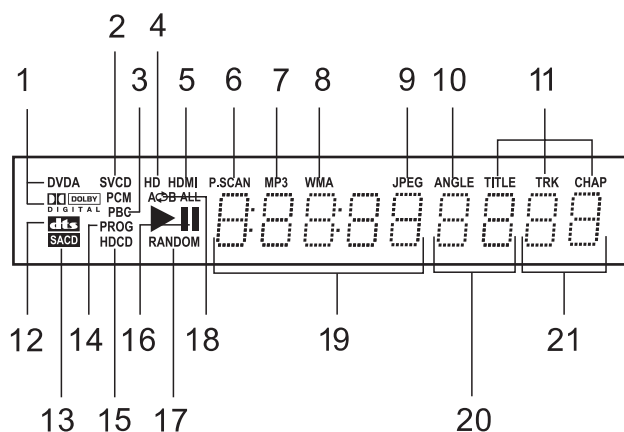 2 4
1 3 5 6 7 8 9 10 11
DVDA SVCD HD HDMI P.SCAN MP3 WMA JPEG ANGLE TITLE TRK CHAP
DOLBY PCM A B ALL
DIGITAL PBC
dts PROG
SACD HDCD RANDOM
12 14 16 18 19 21
13 15 17 20